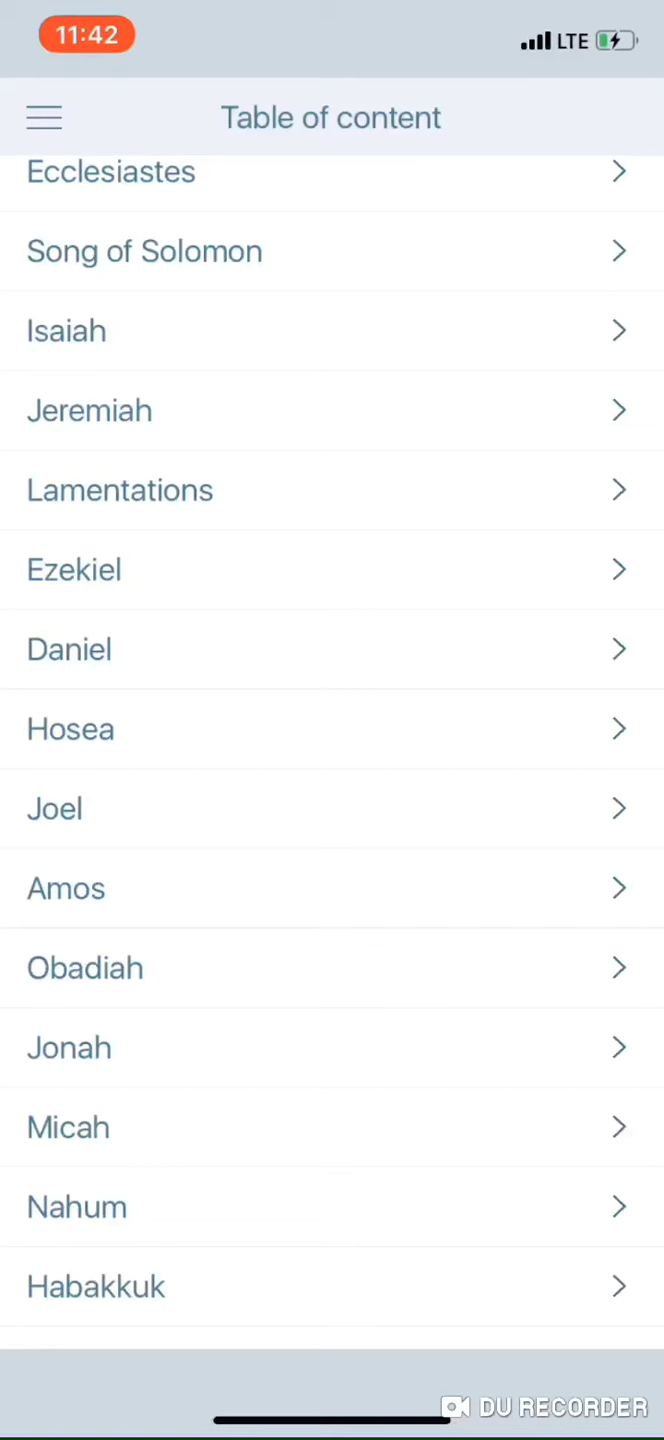 11:42
LTE
Table of content
Ecclesiastes
Song of Solomon
Isaiah
Jeremiah
Lamentations
Ezekiel
Daniel
Hosea
Joel
Amos
Obadiah
Jonah
Micah
Nahum
Habakkuk
DU RECORDER